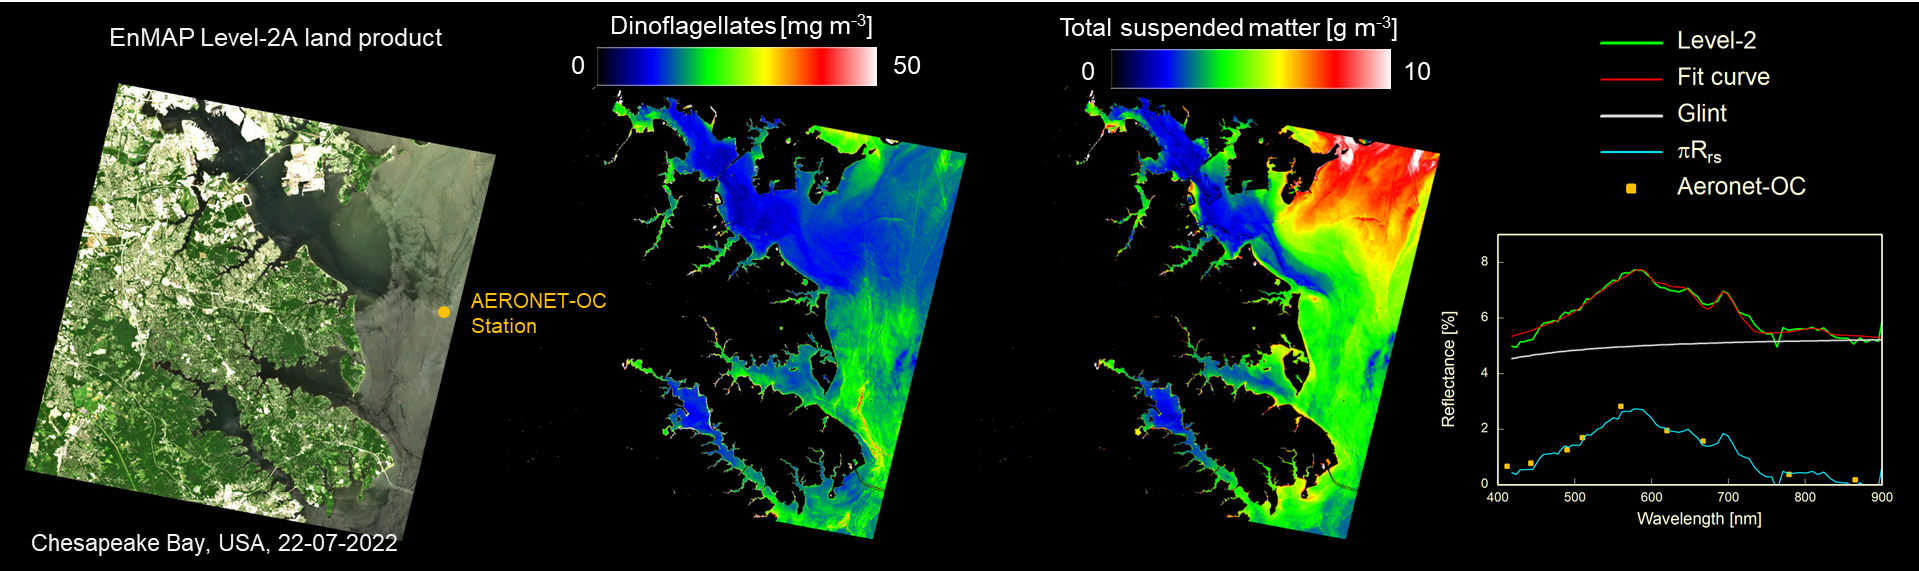 EnMAP Level-2A land product
AERONET-OC
Station
Chesapeake Bay, USA, 22-07-2022
Dinoflagellates [mg m-3]
0
50
Total suspended matter [g m-3]
0
10
Level-2
Fit curve
Glint
πRrs
Aeronet-OC
Reflectance [%]
8
6
4
2
0
400 500 600 700 800 900
Wavelength [nm]